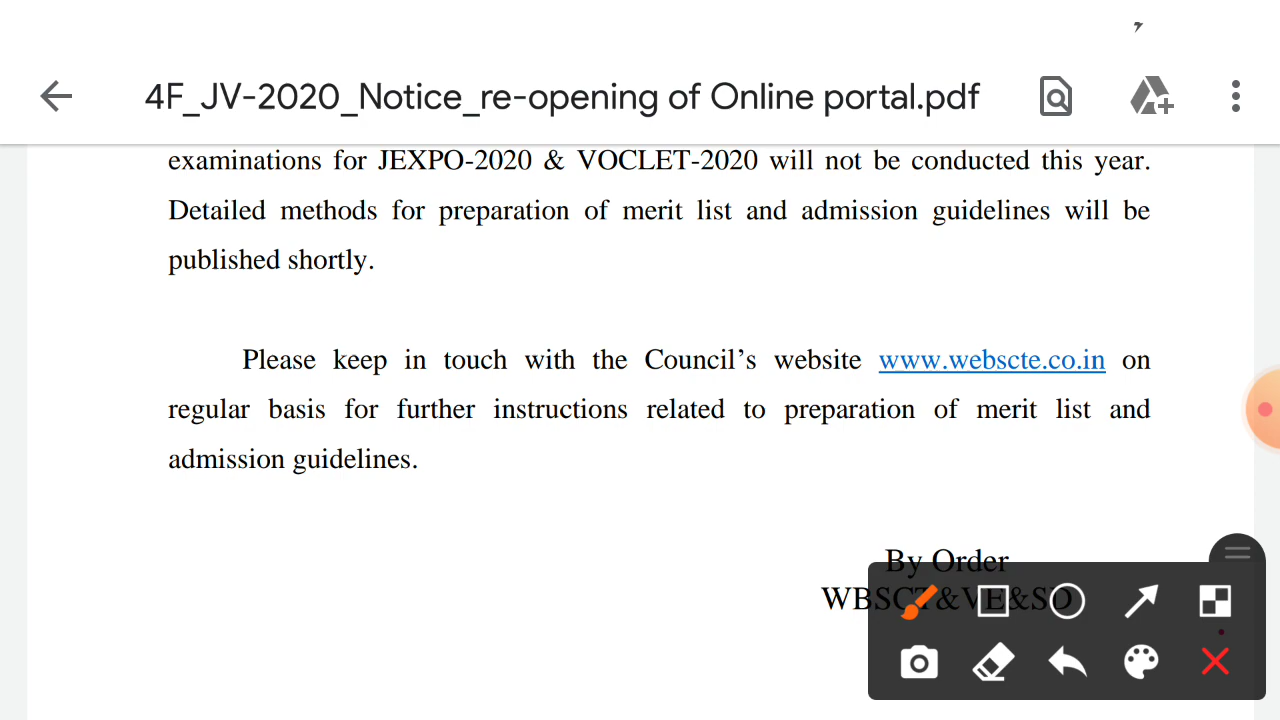 4F_JV-2020_Notice_re-opening of Online portal.pdf
examinations for JEXPO-2020 & VOCLET-2020 will not be conducted this year.
Detailed methods for preparation of merit list and admission guidelines will be
published shortly.
Please keep in touch with the Council’s website www.webscte.co.in on
regular basis for further instructions related to preparation of merit list and
admission guidelines.
By Order
WBSCT&VE&SD